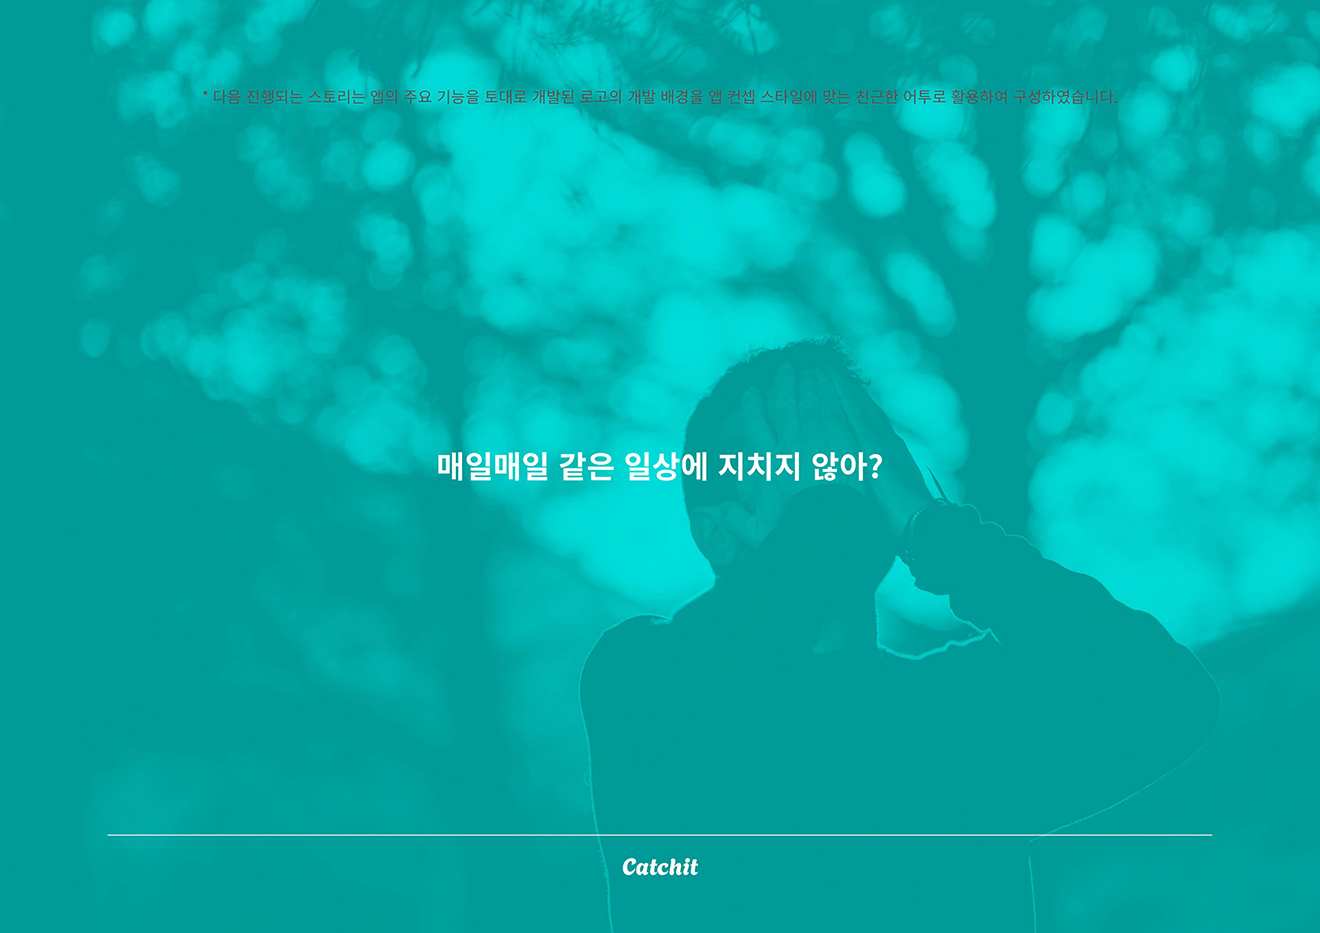 * 다음 진행되는 스토리는 앱의 주요 기능을 토대로 개발된 로고의 개발 배경을 앱 컨셉 스타일에 맞는 친근한 어투로 활용하여 구성하였습니다.
매일매일 같은 일상에 지치지 않아?
Catchit